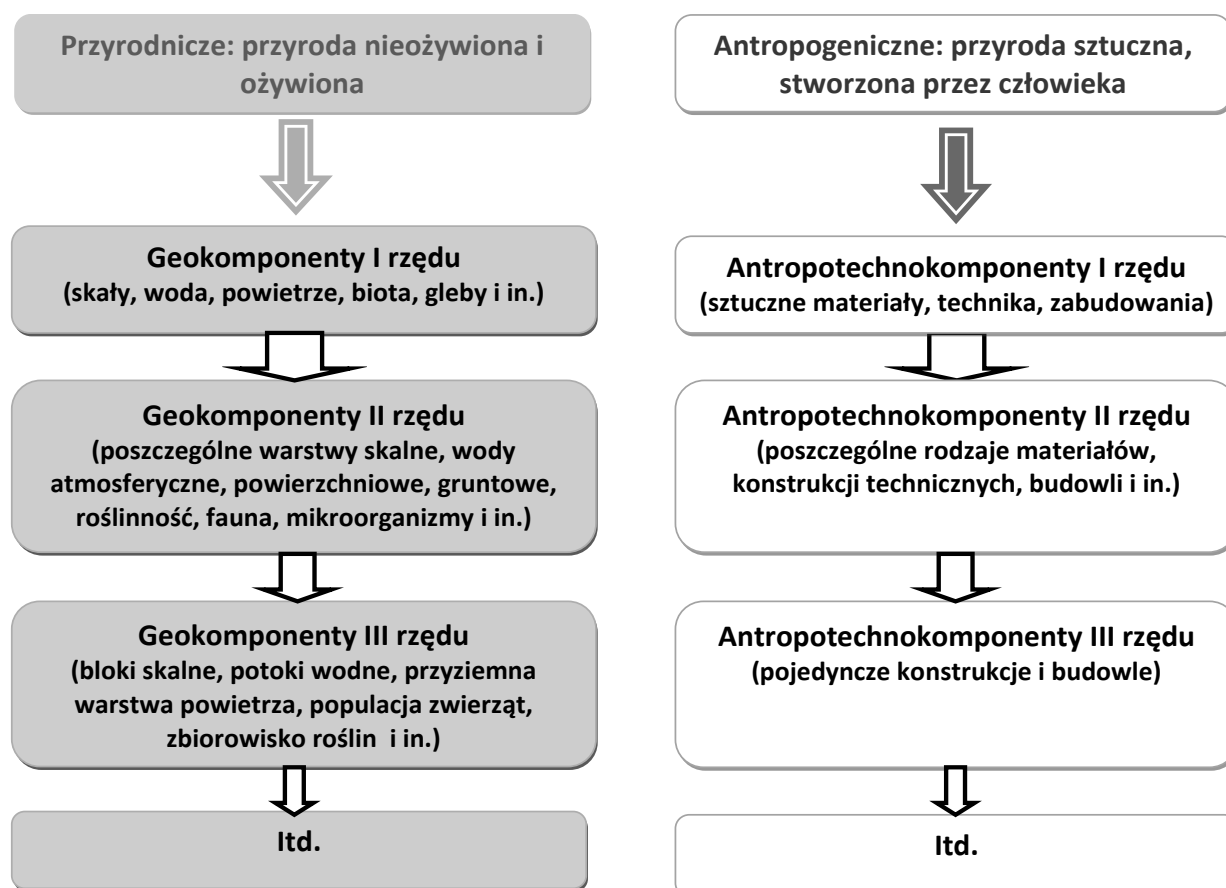 Przyrodnicze: przyroda nieożywiona i
ożywiona
Geokomponenty I rzędu
(skały, woda, powietrze, biota, gleby i in.)
Geokomponenty II rzędu
(poszczególne warstwy skalne, wody
atmosferyczne, powierzchniowe, gruntowe,
roślinność, fauna, mikroorganizmy i in.)
Geokomponenty III rzędu
(bloki skalne, potoki wodne, przyziemna
warstwa powietrza, populacja zwierząt,
zbiorowisko roślin i in.)
Itd.
Antropogeniczne: przyroda sztuczna,
stworzona przez człowieka
Antropotechnokomponenty I rzędu
(sztuczne materiały, technika, zabudowania)
Antropotechnokomponenty II rzędu
(poszczególne rodzaje materiałów,
konstrukcji technicznych, budowli i in.)
Antropotechnokomponenty III rzędu
(pojedyncze konstrukcje i budowle)
Itd.